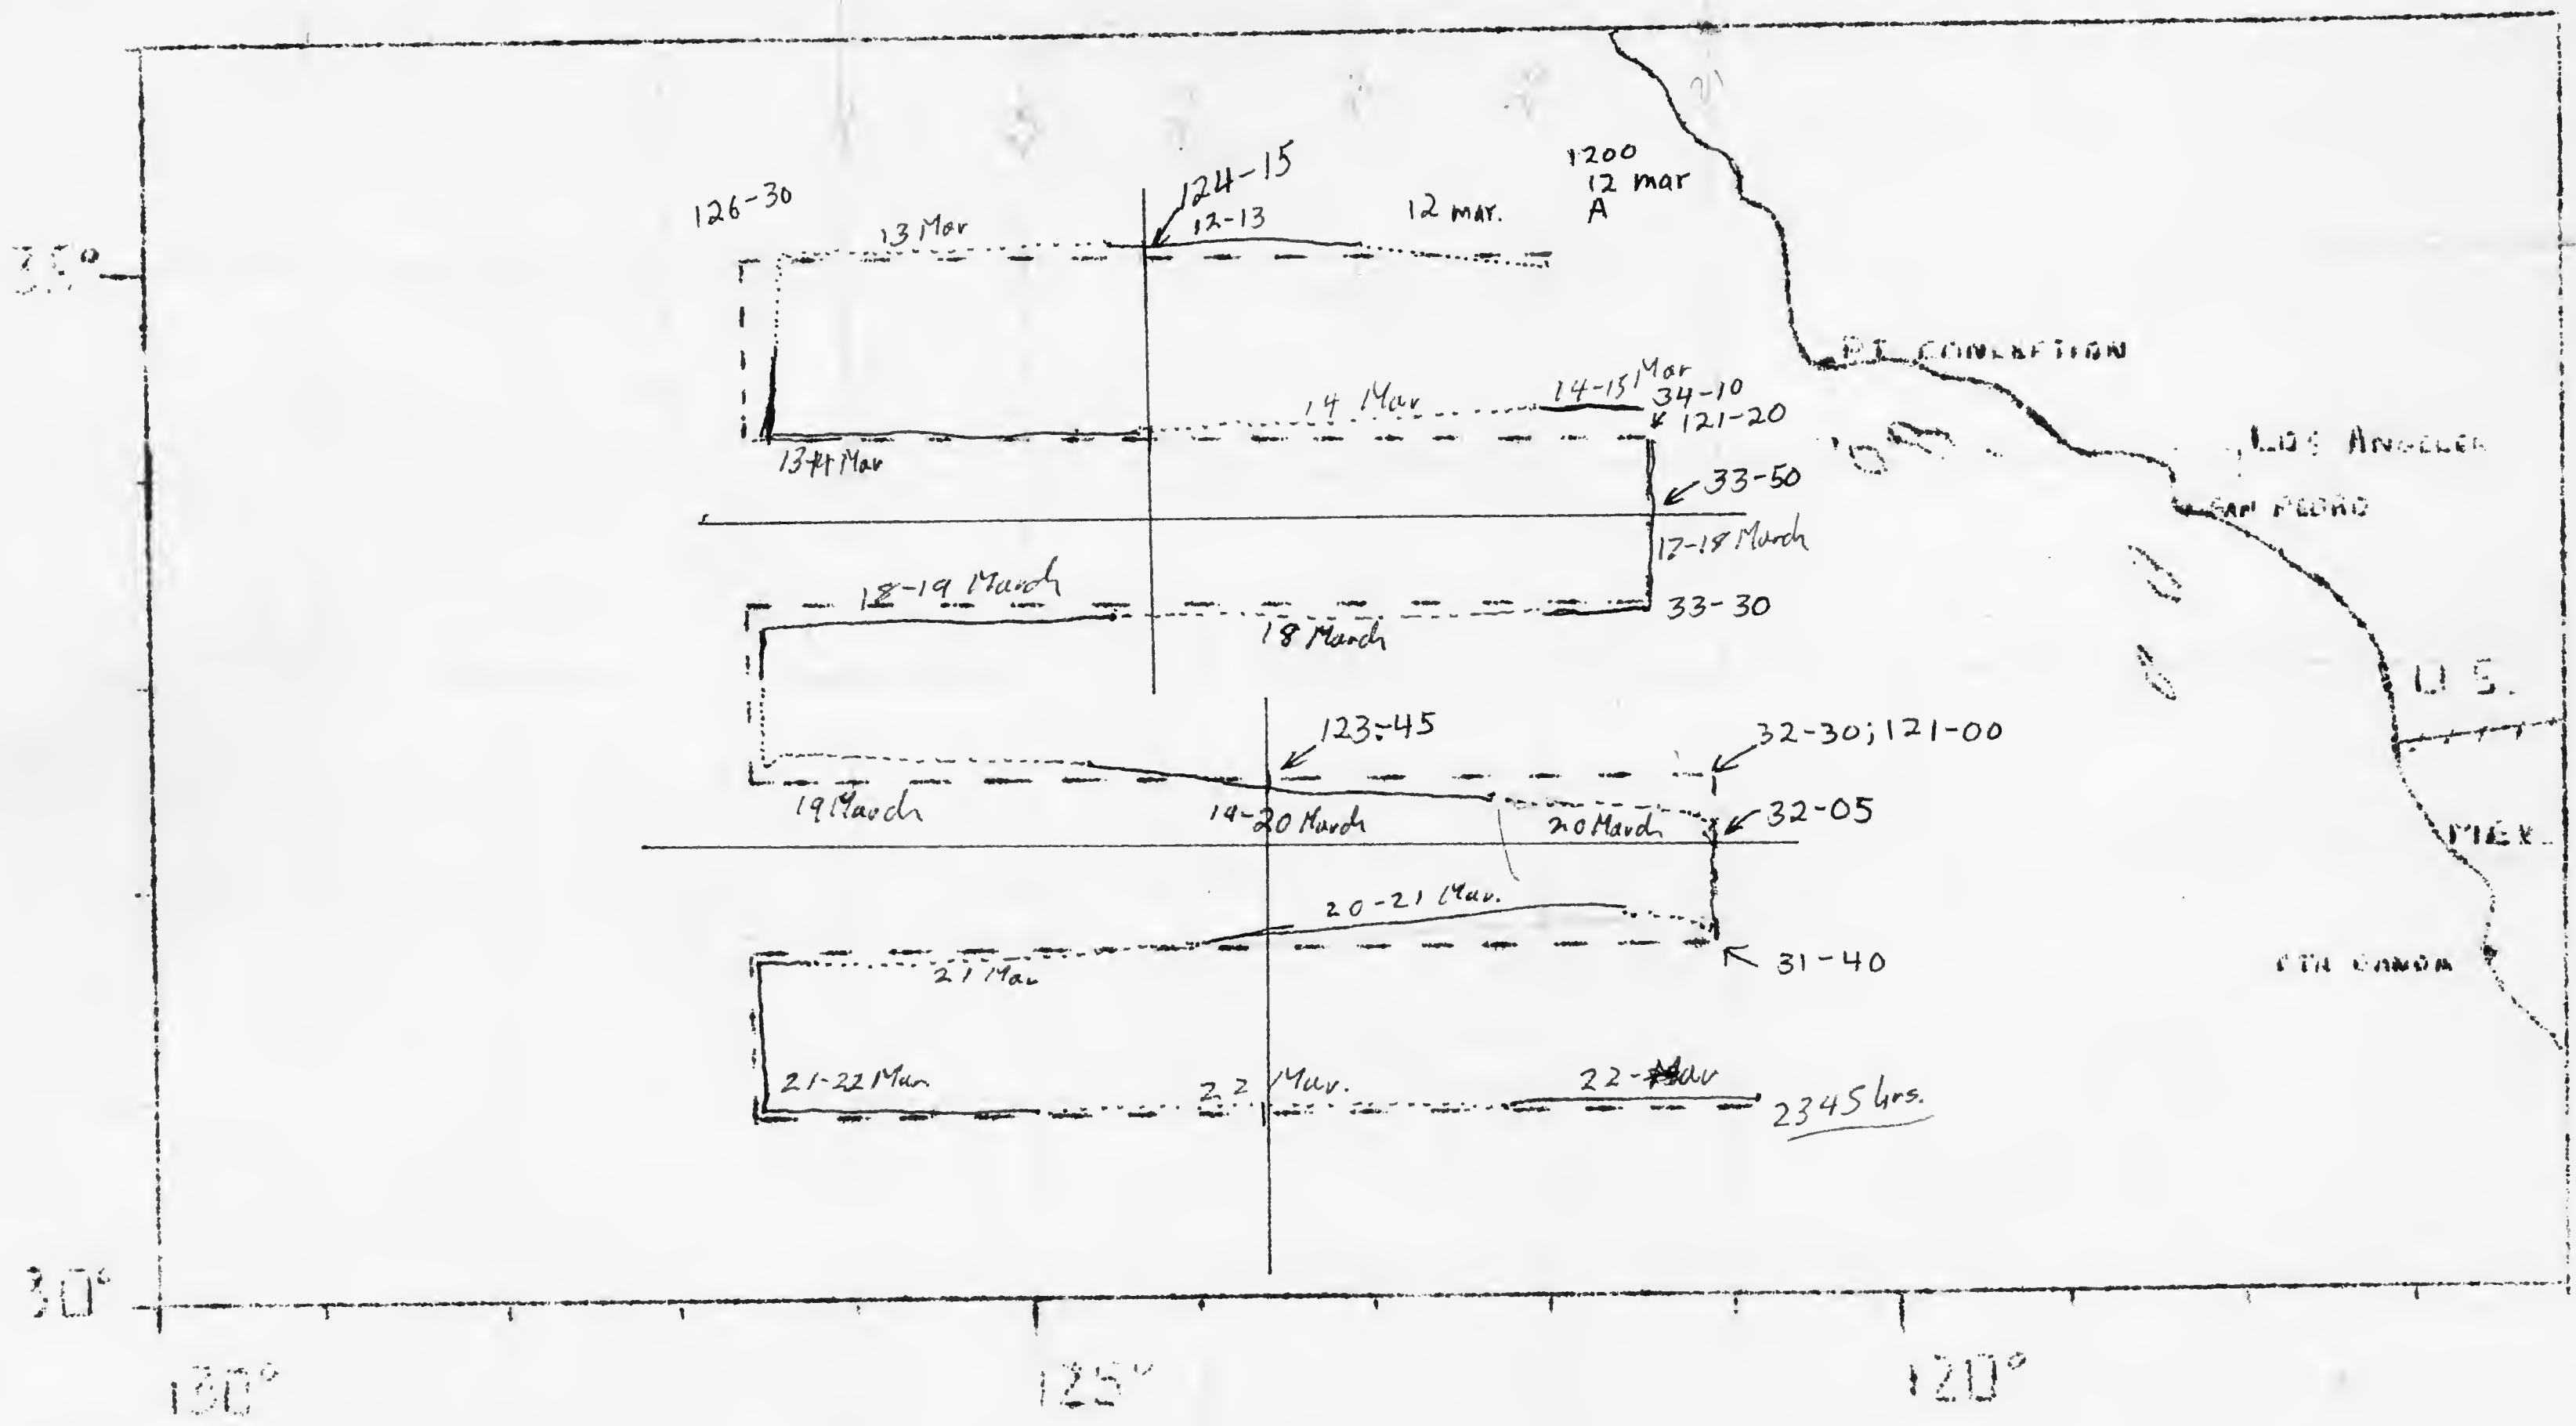 1200
12 mar
A
124-15
12-13
12 mar.
126-30
13 Mar
35°
PT. CONCEPTION
14 Mar
14-15 Mar
34-10
121-20
13-14 Mar
LOS ANGELES
33-50
SAN PEDRO
17-18 March
18-19 March
33-30
18 March
U.S.
123-45
32-30; 121-00
19 March
19-20 March
20 March
32-05
MEX.
20-21 Mar.
31-40
21 Mar
21-22 Mar
22 Mar.
22-Mar
2345 hrs.
30°
130°
125°
120°